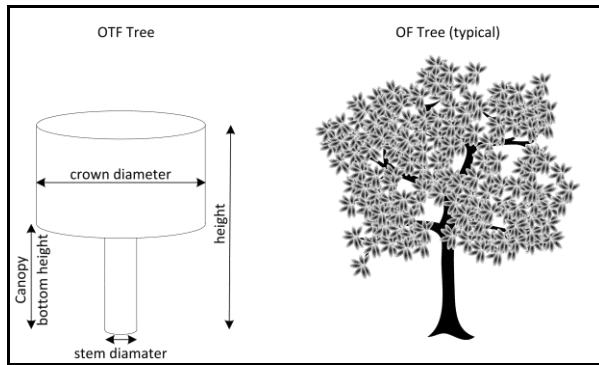 OTF Tree
OF Tree (typical)
crown diameter
height
Canopy
bottom height
stem diamater